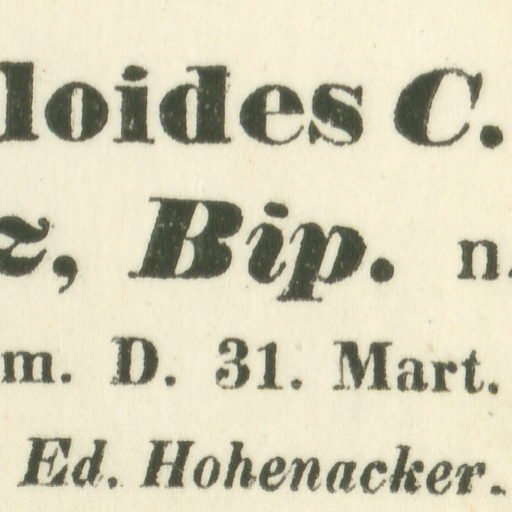 loides C.
z, Bip. n.
m. D. 31. Mart.
Ed. Hohenacker.